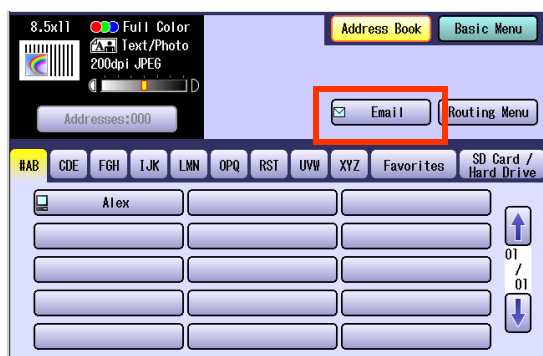 8.5x11 Full Color
Text/Photo
200dpi JPEG
D
Addresses:000
Address Book
Basic Menu
Email
Routing Menu
#AB CDE FGH IJK LMN OPQ RST UVW XYZ Favorites SD Card /
Hard Drive
Alex
01
/
01